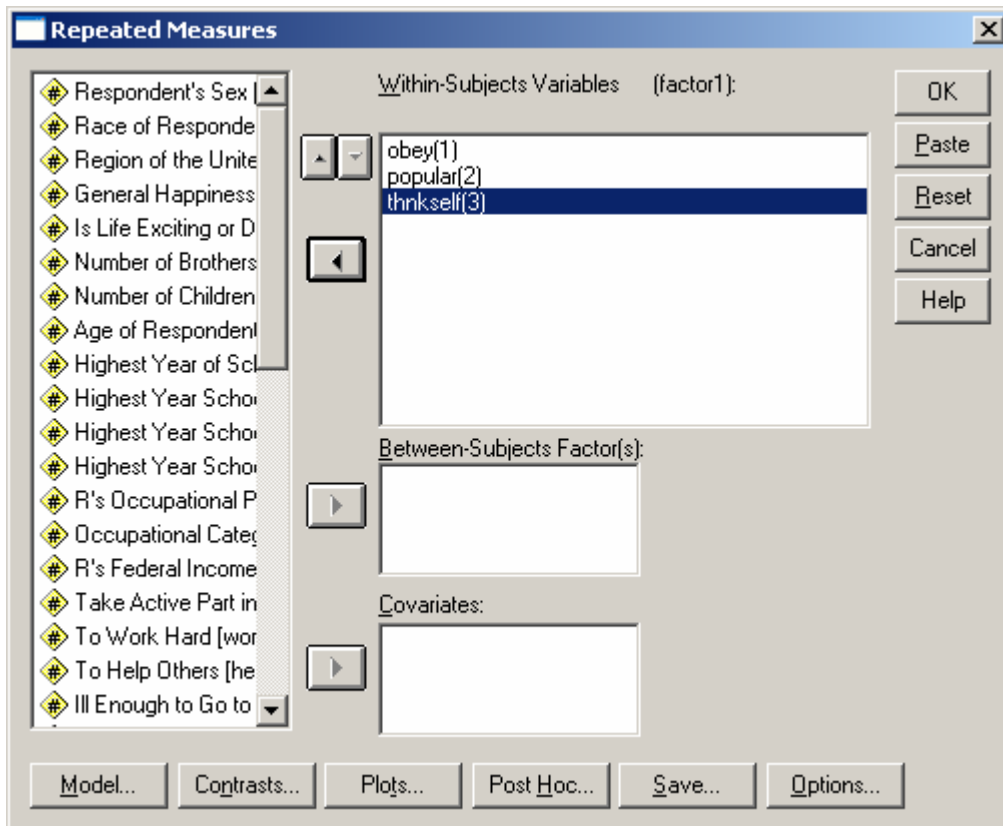 Repeated Measures
Respondent's Sex [
Race of Responde
Region of the Unite
General Happiness
Is Life Exciting or D
Number of Brothers
Number of Children
Age of Respondent
Highest Year of Scl
Highest Year Schoo
Highest Year Schoo
Highest Year Schoo
R's Occupational P
Occupational Categ
R's Federal Income
Take Active Part in
To Work Hard [wor
To Help Others [he
Ill Enough to Go to
Within-Subjects Variables (factor1):
obey(1)
popular(2)
thnkself(3)
Between-Subjects Factor(s):
Covariates:
OK
Paste
Reset
Cancel
Help
Model... Contrasts... Plots... Post Hoc... Save... Options...